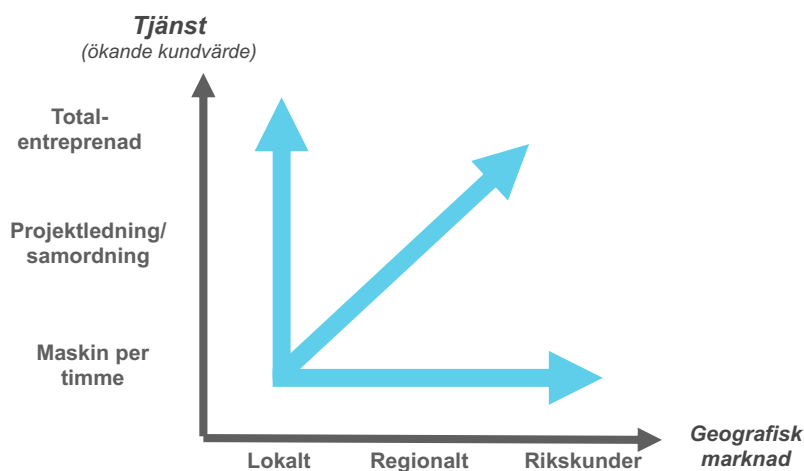 Tjänst
(ökande kundvärde)
Total-
entreprenad
Projektledning/
samordning
Maskin per
timme
Lokalt
Regionalt
Rikskunder
Geografisk
marknad